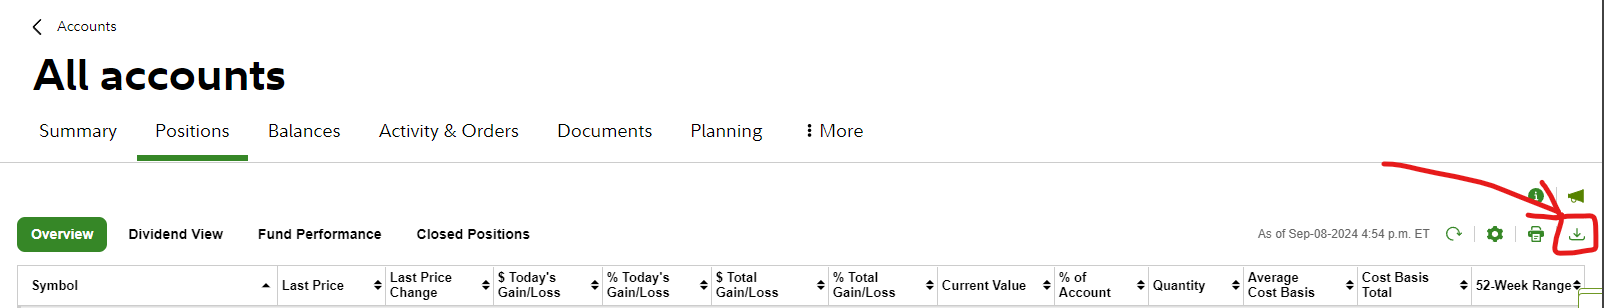 Accounts
All accounts
Summary Positions Balances Activity & Orders Documents Planning More
Overview Dividend View Fund Performance Closed Positions As of Sep-08-2024 4:54 p.m. ET
Symbol Last Price Last Price Change $ Today's Gain/Loss % Today's Gain/Loss $ Total Gain/Loss % Total Gain/Loss Current Value % of Account Quantity Average Cost Basis Cost Basis Total 52-Week Range